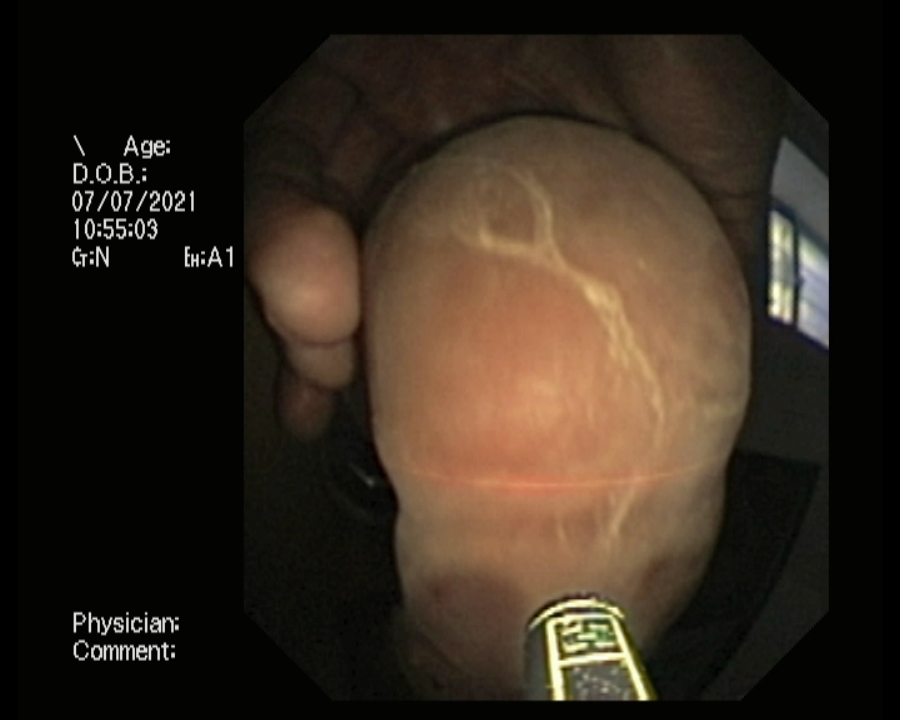 \ Age:
D.O.B.:
07/07/2021
10:55:03
Cr:N Eh:A1
Physician:
Comment: